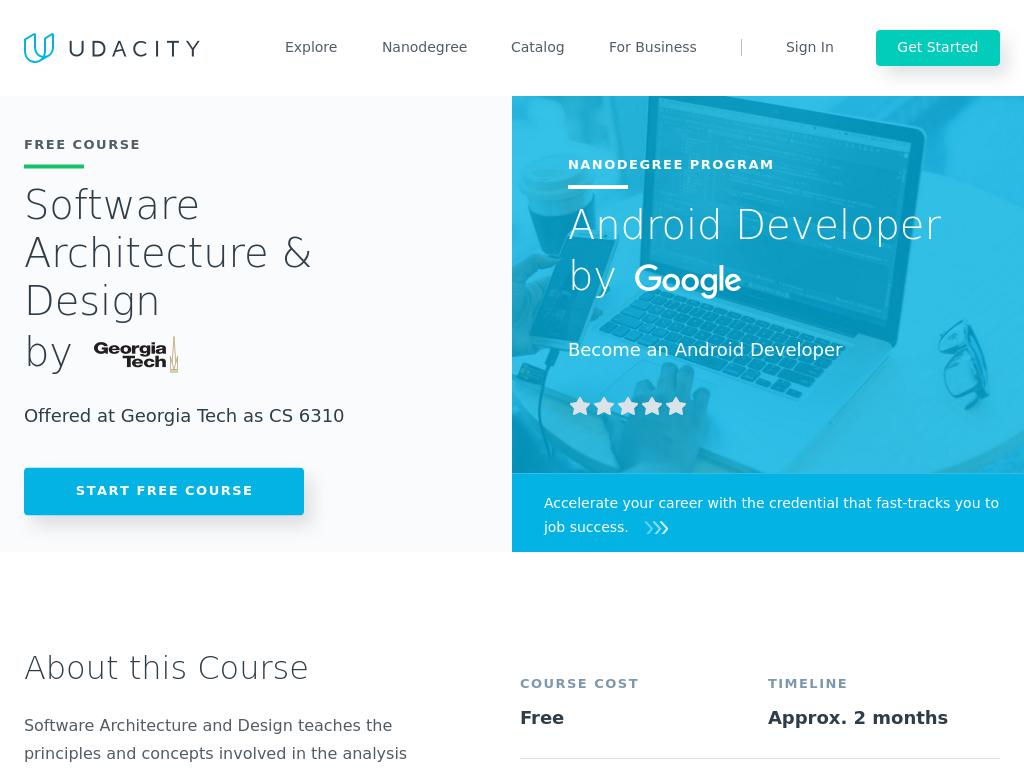 UDACITY
Explore
Nanodegree
Catalog
For Business
Sign In
Get Started
FREE COURSE
Software
Architecture &
Design
by Georgia Tech
Offered at Georgia Tech as CS 6310
START FREE COURSE
NANODEGREE PROGRAM
Android Developer
by Google
Become an Android Developer
Accelerate your career with the credential that fast-tracks you to
job success.
About this Course
Software Architecture and Design teaches the
principles and concepts involved in the analysis
COURSE COST
Free
TIMELINE
Approx. 2 months